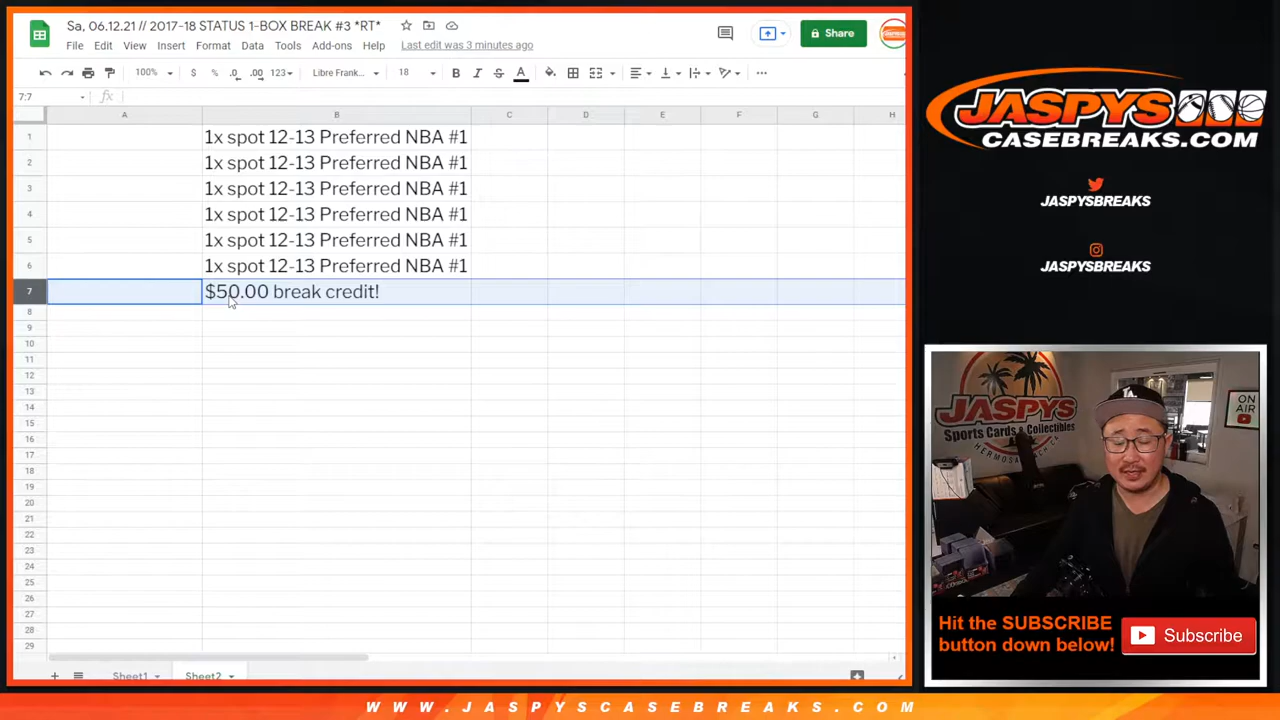 Sa, 06.12.21 // 2017-18 STATUS 1-BOX BREAK #3 *RT*
File Edit View Insert Format Data Tools Add-ons Help Last edit was 3 minutes ago
Share
100% $ % .0 .00 123 Libre Frank... 18 B I S A
7:7 fx
A B C D E F G H
1 1x spot 12-13 Preferred NBA #1
2 1x spot 12-13 Preferred NBA #1
3 1x spot 12-13 Preferred NBA #1
4 1x spot 12-13 Preferred NBA #1
5 1x spot 12-13 Preferred NBA #1
6 1x spot 12-13 Preferred NBA #1
7 $50.00 break credit!
8
9
10
11
12
13
14
15
16
17
18
19
20
21
22
23
24
25
26
27
28
29
Sheet1 Sheet2
JASPYS
CASEBREAKS.COM
JASPYSBREAKS
JASPYSBREAKS
JASPYS
Sports Cards & Collectibles
HERMOSA BEACH CA
LA
ON
AIR
Hit the SUBSCRIBE
button down below!
Subscribe
WWW.JASPYSCASEBREAKS.COM